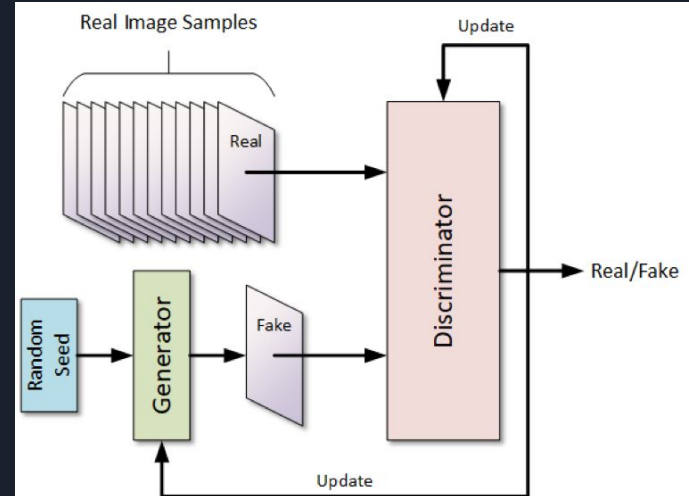 Real Image Samples
Update
Real
Discriminator
Real/Fake
Random
Seed
Generator
Fake
Update